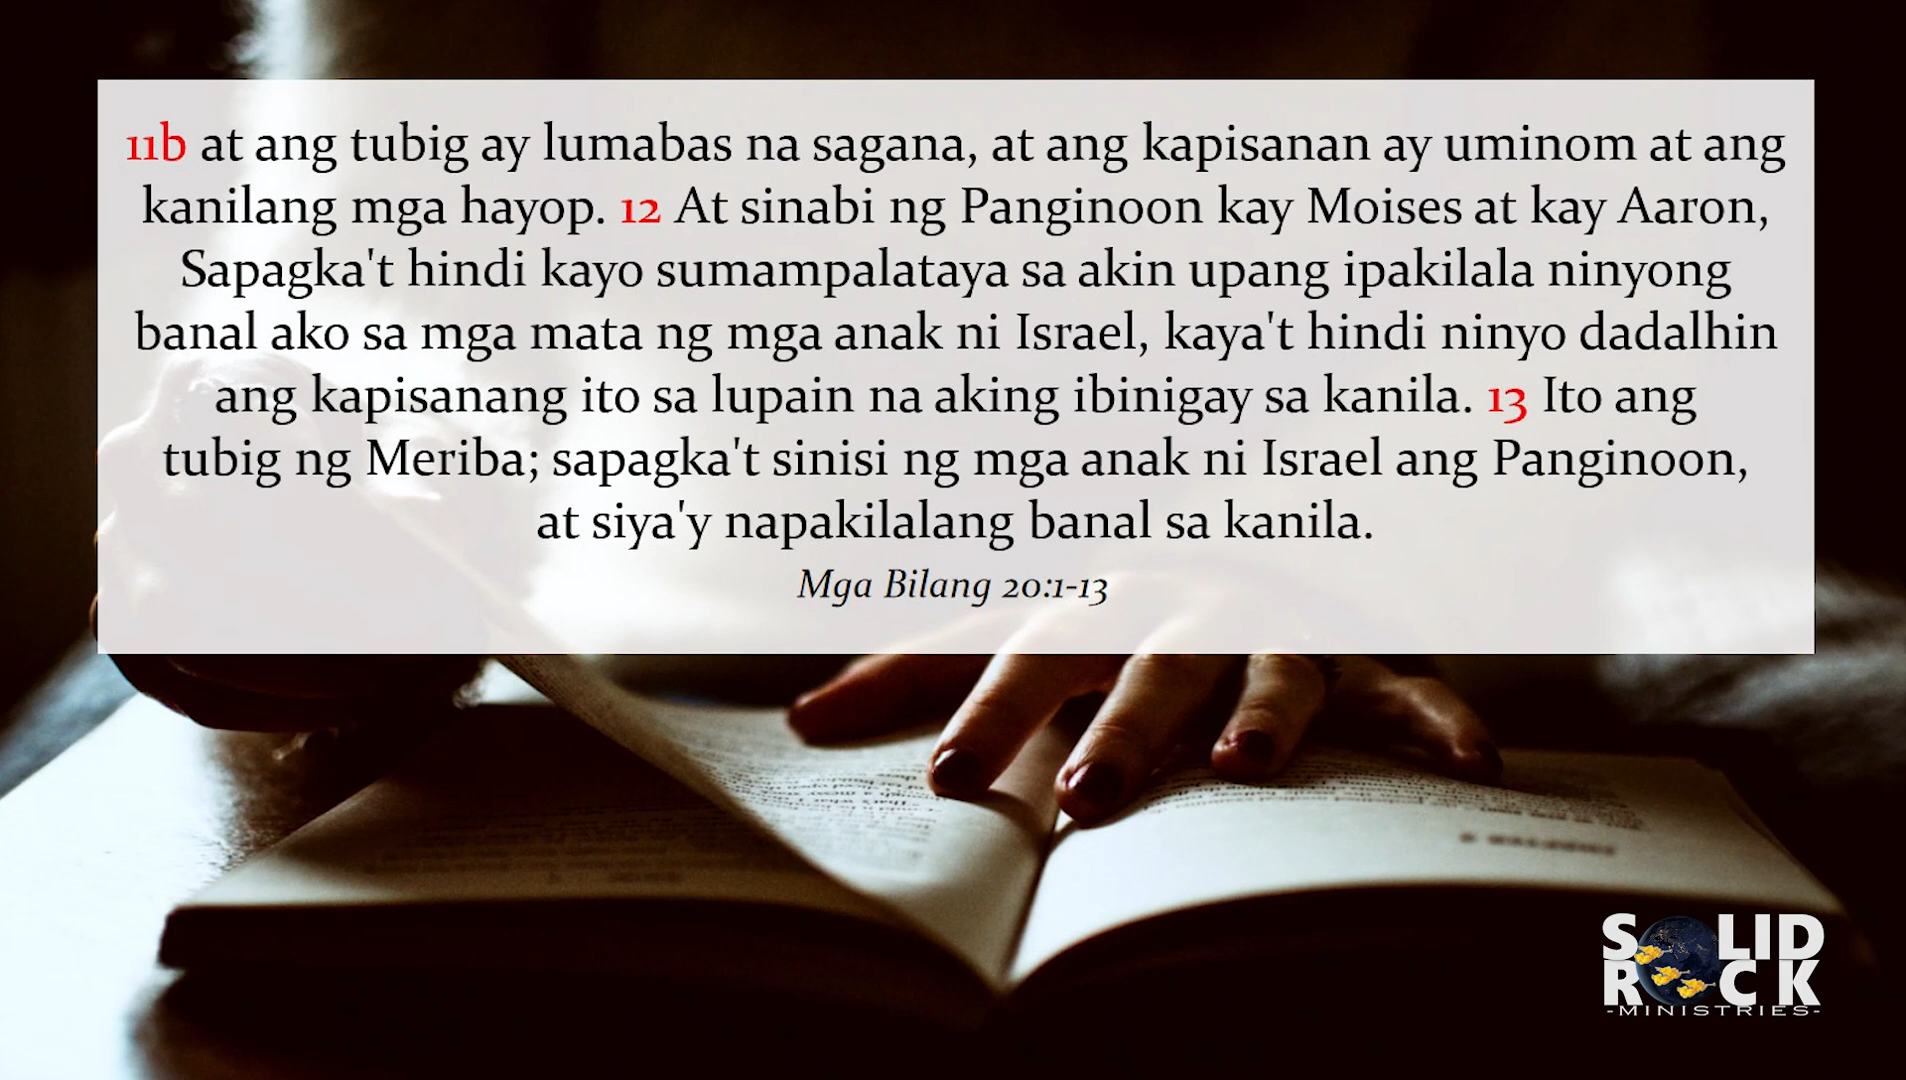 11b at ang tubig ay lumabas na sagana, at ang kapisanan ay uminom at ang
kanilang mga hayop. 12 At sinabi ng Panginoon kay Moises at kay Aaron,
Sapagka't hindi kayo sumampalataya sa akin upang ipakilala ninyong
banal ako sa mga mata ng mga anak ni Israel, kaya't hindi ninyo dadalhin
ang kapisanang ito sa lupain na aking ibinigay sa kanila. 13 Ito ang
tubig ng Meriba; sapagka't sinisi ng mga anak ni Israel ang Panginoon,
at siya'y napakilalang banal sa kanila.
Mga Bilang 20:1-13
SOLID
ROCK
-MINISTRIES-